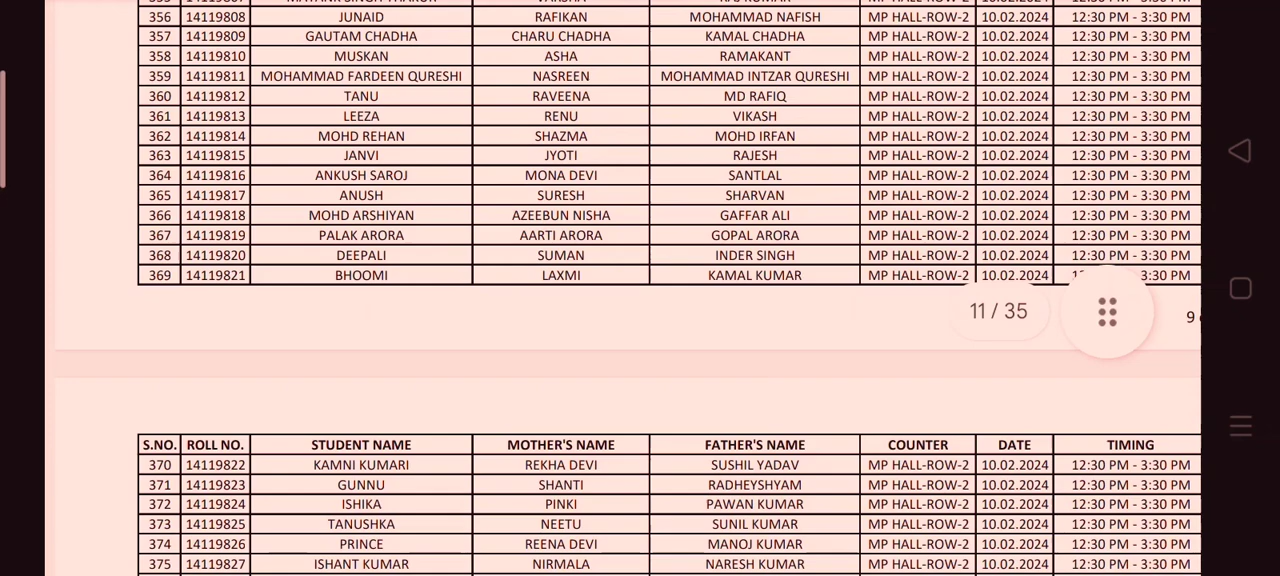 356 14119808 JUNAID RAFIKAN MOHAMMAD NAFISH MP HALL-ROW-2 10.02.2024 12:30 PM - 3:30 PM
357 14119809 GAUTAM CHADHA CHARU CHADHA KAMAL CHADHA MP HALL-ROW-2 10.02.2024 12:30 PM - 3:30 PM
358 14119810 MUSKAN ASHA RAMAKANT MP HALL-ROW-2 10.02.2024 12:30 PM - 3:30 PM
359 14119811 MOHAMMAD FARDEEN QURESHI NASREEN MOHAMMAD INTZAR QURESHI MP HALL-ROW-2 10.02.2024 12:30 PM - 3:30 PM
360 14119812 TANU RAVEENA MD RAFIQ MP HALL-ROW-2 10.02.2024 12:30 PM - 3:30 PM
361 14119813 LEEZA RENU VIKASH MP HALL-ROW-2 10.02.2024 12:30 PM - 3:30 PM
362 14119814 MOHD REHAN SHAZMA MOHD IRFAN MP HALL-ROW-2 10.02.2024 12:30 PM - 3:30 PM
363 14119815 JANVI JYOTI RAJESH MP HALL-ROW-2 10.02.2024 12:30 PM - 3:30 PM
364 14119816 ANKUSH SAROJ MONA DEVI SANTLAL MP HALL-ROW-2 10.02.2024 12:30 PM - 3:30 PM
365 14119817 ANUSH SURESH SHARVAN MP HALL-ROW-2 10.02.2024 12:30 PM - 3:30 PM
366 14119818 MOHD ARSHIYAN AZEEBUN NISHA GAFFAR ALI MP HALL-ROW-2 10.02.2024 12:30 PM - 3:30 PM
367 14119819 PALAK ARORA AARTI ARORA GOPAL ARORA MP HALL-ROW-2 10.02.2024 12:30 PM - 3:30 PM
368 14119820 DEEPALI SUMAN INDER SINGH MP HALL-ROW-2 10.02.2024 12:30 PM - 3:30 PM
369 14119821 BHOOMI LAXMI KAMAL KUMAR MP HALL-ROW-2 10.02.2024 3:30 PM
11 / 35
9
S.NO. ROLL NO. STUDENT NAME MOTHER'S NAME FATHER'S NAME COUNTER DATE TIMING
370 14119822 KAMNI KUMARI REKHA DEVI SUSHIL YADAV MP HALL-ROW-2 10.02.2024 12:30 PM - 3:30 PM
371 14119823 GUNNU SHANTI RADHEYSHYAM MP HALL-ROW-2 10.02.2024 12:30 PM - 3:30 PM
372 14119824 ISHIKA PINKI PAWAN KUMAR MP HALL-ROW-2 10.02.2024 12:30 PM - 3:30 PM
373 14119825 TANUSHKA NEETU SUNIL KUMAR MP HALL-ROW-2 10.02.2024 12:30 PM - 3:30 PM
374 14119826 PRINCE REENA DEVI MANOJ KUMAR MP HALL-ROW-2 10.02.2024 12:30 PM - 3:30 PM
375 14119827 ISHANT KUMAR NIRMALA NARESH KUMAR MP HALL-ROW-2 10.02.2024 12:30 PM - 3:30 PM